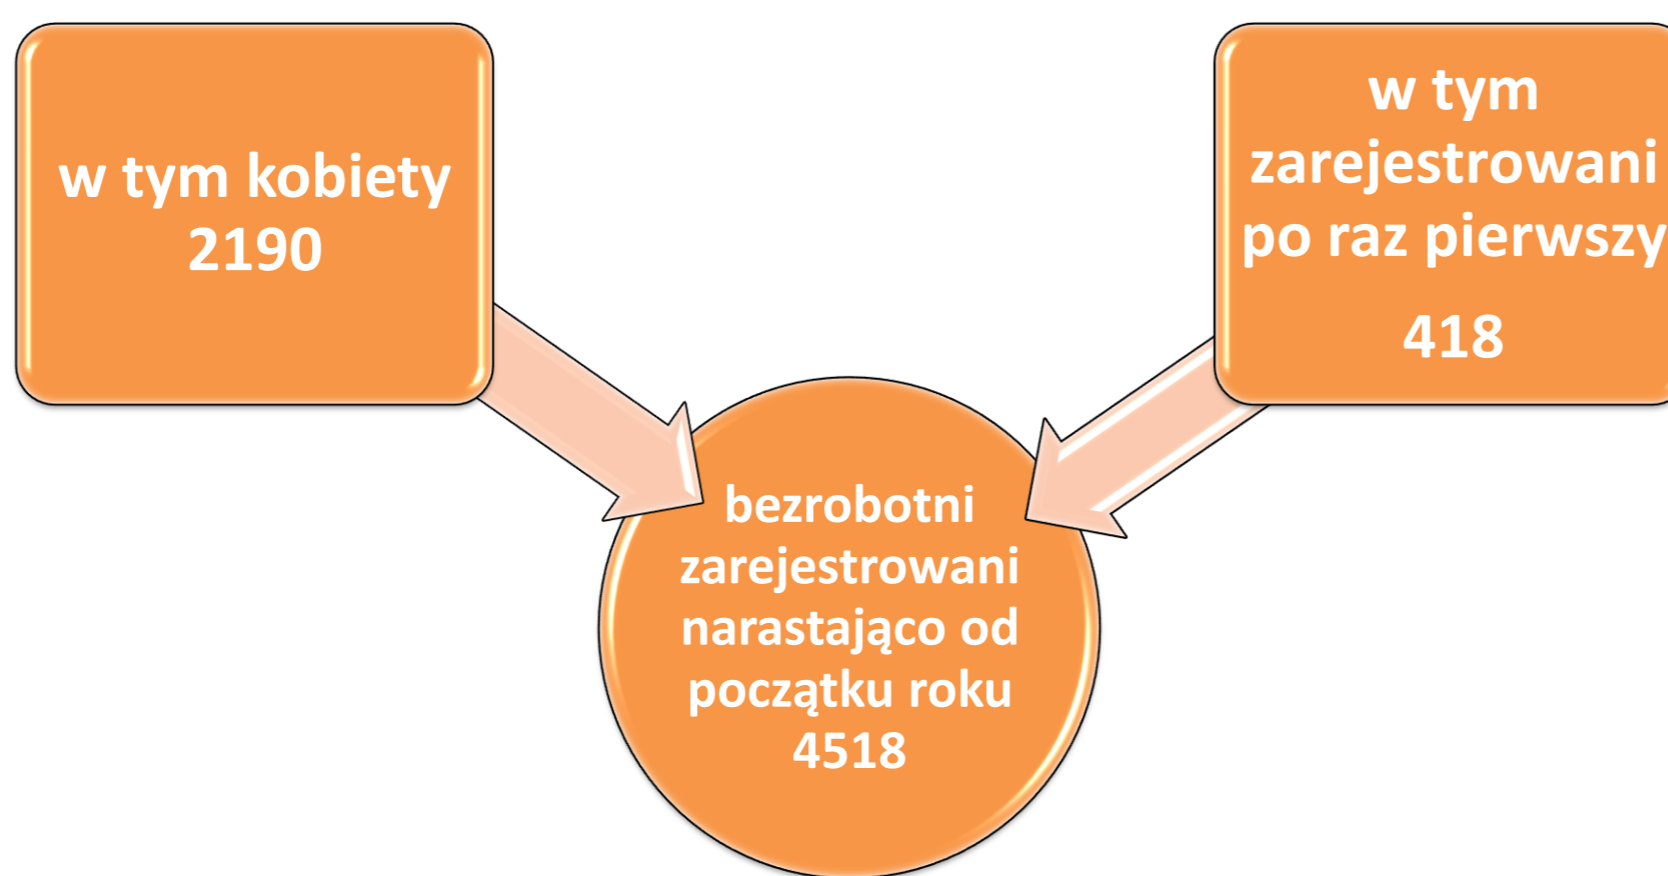 w tym kobiety
2190
w tym
zarejestrowani
po raz pierwszy
418
bezrobotni
zarejestrowani
narastająco od
początku roku
4518